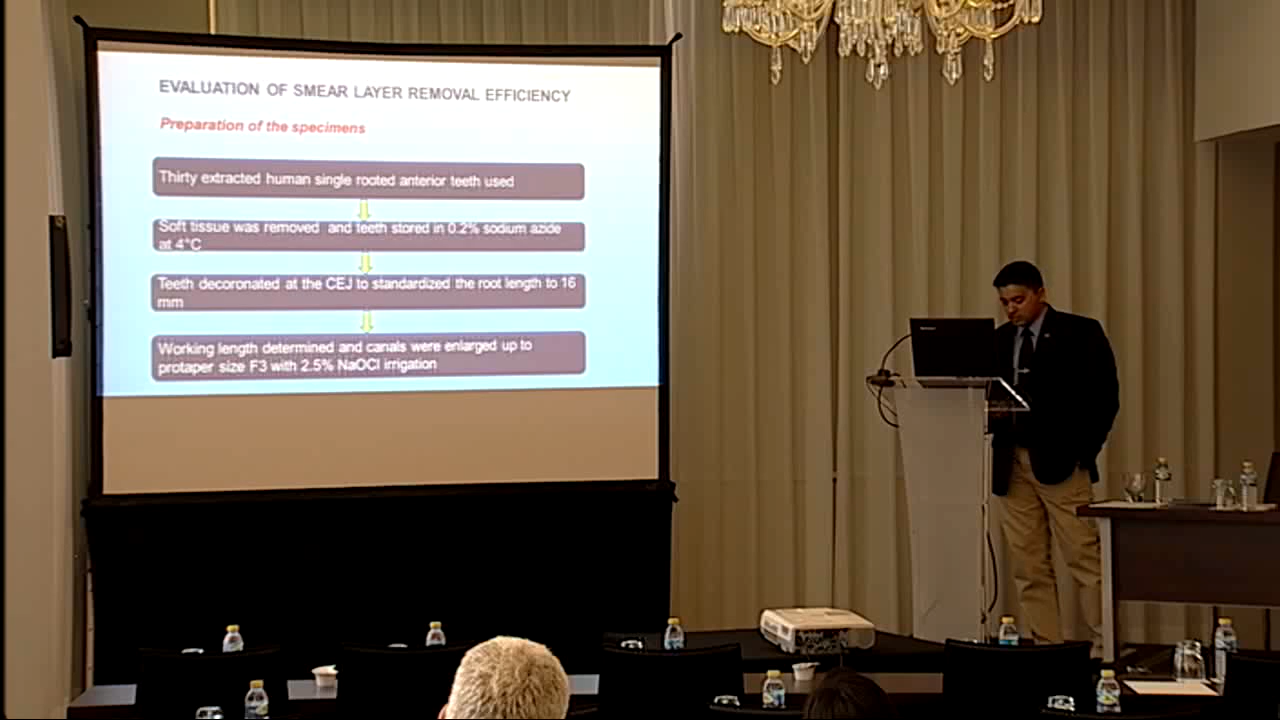 EVALUATION OF SMEAR LAYER REMOVAL EFFICIENCY
Preparation of the specimens
Thirty extracted human single rooted anterior teeth used
Soft tissue was removed and teeth stored in 0.2% sodium azide
at 4°C
Teeth decoronated at the CEJ to standardized the root length to 16
mm
Working length determined and canals were enlarged up to
protaper size F3 with 2.5% NaOCl irrigation